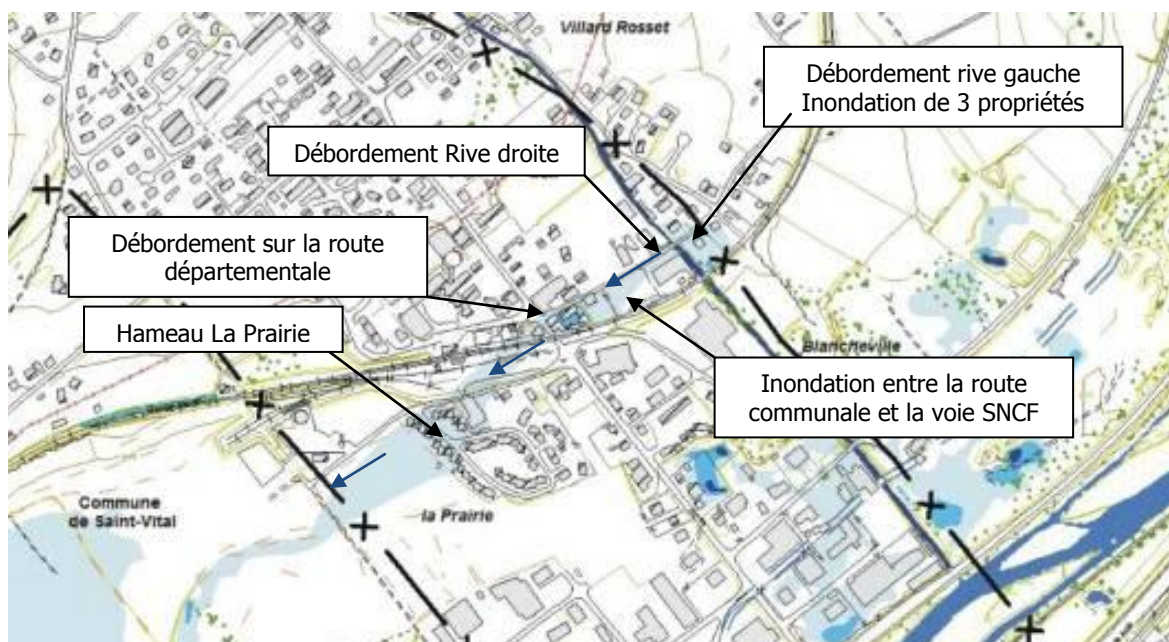 Villard Rosset
Débordement rive gauche
Inondation de 3 propriétés
Débordement Rive droite
Débordement sur la route
départementale
Hameau La Prairie
Blancheville
Inondation entre la route
communale et la voie SNCF
Commune
de Saint-Vital
la Prairie